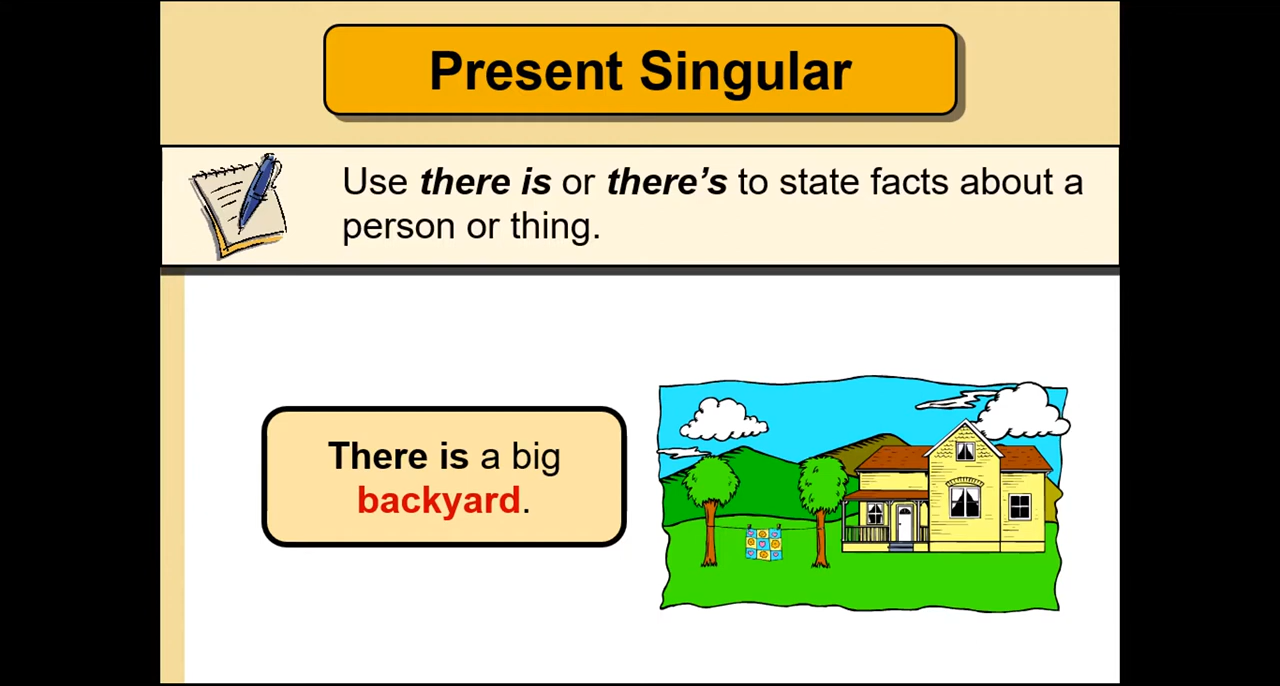 Present Singular
Use there is or there’s to state facts about a
person or thing.
There is a big
backyard.